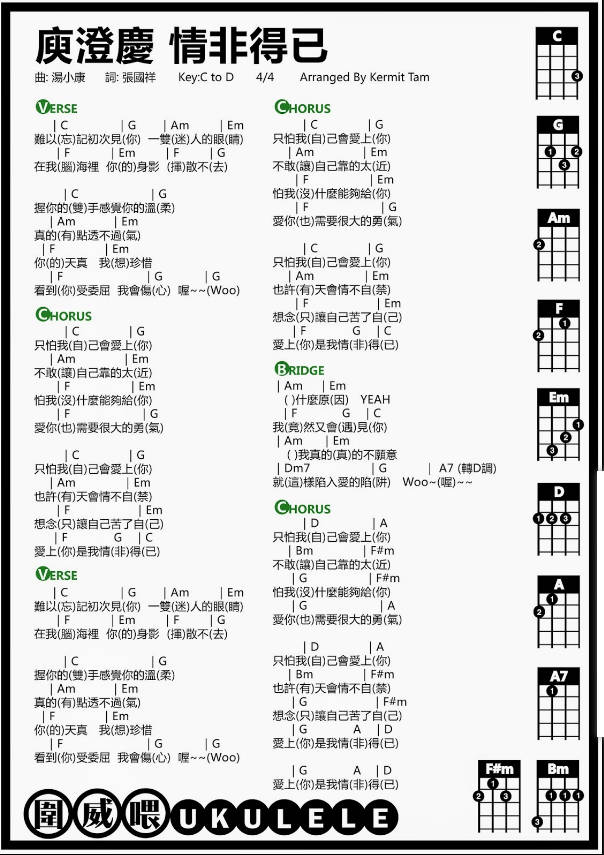 庾澄慶 情非得已
曲: 湯小康 詞: 張國祥 Key:C to D 4/4 Arranged By Kermit Tam
VERSE
| C | G | Am | Em
難以(忘)記初次見(你) 一雙(迷)人的眼(睛)
| F | Em | F | G
在我(腦)海裡 你(的)身影 (揮)散不(去)
| C | G
握你的(雙)手感覺你的溫(柔)
| Am | Em
真的(有)點透不過(氣)
| F | Em
你(的)天真 我(想)珍惜
| F | G | G
看到(你)受委屈 我會傷(心) 喔~~(Woo)
CHORUS
| C | G
只怕我(自)己會愛上(你)
| Am | Em
不敢(讓)自己靠的太(近)
| F | Em
怕我(沒)什麼能夠給(你)
| F | G
愛你(也)需要很大的勇(氣)
| C | G
只怕我(自)己會愛上(你)
| Am | Em
也許(有)天會情不自(禁)
| F | Em
想念(只)讓自己苦了自(己)
| F G | C
愛上(你)是我情(非)得(已)
VERSE
| C | G | Am | Em
難以(忘)記初次見(你) 一雙(迷)人的眼(睛)
| F | Em | F | G
在我(腦)海裡 你(的)身影 (揮)散不(去)
| C | G
握你的(雙)手感覺你的溫(柔)
| Am | Em
真的(有)點透不過(氣)
| F | Em
你(的)天真 我(想)珍惜
| F | G | G
看到(你)受委屈 我會傷(心) 喔~~(Woo)
CHORUS
| C | G
只怕我(自)己會愛上(你)
| Am | Em
不敢(讓)自己靠的太(近)
| F | Em
怕我(沒)什麼能夠給(你)
| F | G
愛你(也)需要很大的勇(氣)
| C | G
只怕我(自)己會愛上(你)
| Am | Em
也許(有)天會情不自(禁)
| F | Em
想念(只)讓自己苦了自(己)
| F G | C
愛上(你)是我情(非)得(已)
BRIDGE
| Am | Em
( )什麼原(因) YEAH
| F G | C
我(竟)然又會(遇)見(你)
| Am | Em
( )我真的(真)的不願意
| Dm7 | G | A7 (轉D調)
就(這)樣陷入愛的陷(阱) Woo~(喔)~~
CHORUS
| D | A
只怕我(自)己會愛上(你)
| Bm | F#m
不敢(讓)自己靠的太(近)
| G | F#m
怕我(沒)什麼能夠給(你)
| G | A
愛你(也)需要很大的勇(氣)
| D | A
只怕我(自)己會愛上(你)
| Bm | F#m
也許(有)天會情不自(禁)
| G | F#m
想念(只)讓自己苦了自(己)
| G A | D
愛上(你)是我情(非)得(已)
| G A | D
愛上(你)是我情(非)得(已)
C
3
G
1 2
3
Am
2
F
1
2
Em
1
2
3
D
1 2 3
A
1
2
A7
1
F#m
1
2 3
Bm
1 1 1
3
圍威喂UKULELE